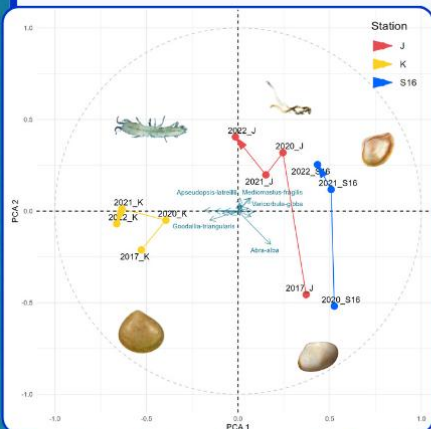 Station
J
K
S16
1.0
2022_J
2020_J
2022_S16
2021_J
2021_S16
Apseudopsis-latreillii
Mediomastus-fragilis
2021_K
Varicorbula-gibba
PCA 2
0.0
2022_K
2020_K
Goodallia-triangularis
2017_K
Abra-alba
2017_J
2020_S16
0.5
-0.5
-1.0
-1.0
-0.5
0.0
0.5
1.0
PCA 1